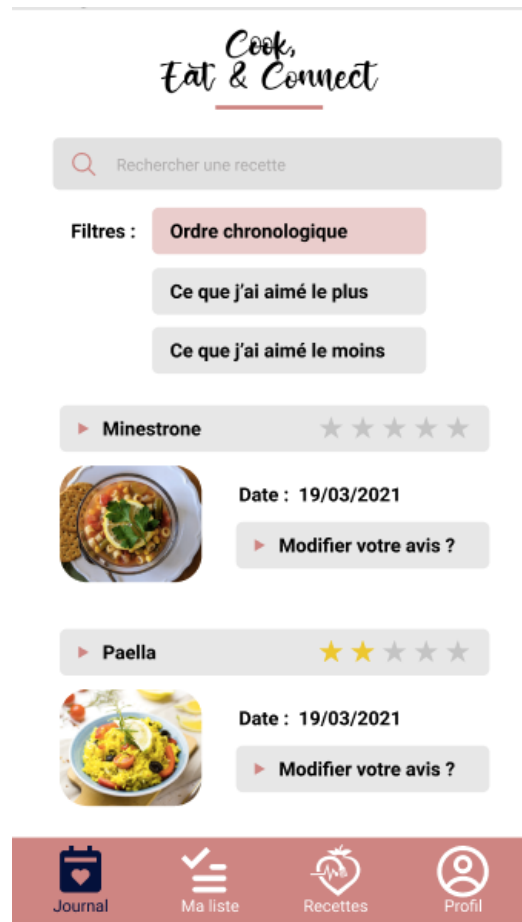 Cook,
Eat & Connect
Rechercher une recette
Filtres :
Ordre chronologique
Ce que j'ai aimé le plus
Ce que j'ai aimé le moins
Minestrone
Date : 19/03/2021
Modifier votre avis ?
Paella
Date : 19/03/2021
Modifier votre avis ?
Journal
Ma liste
Recettes
Profil